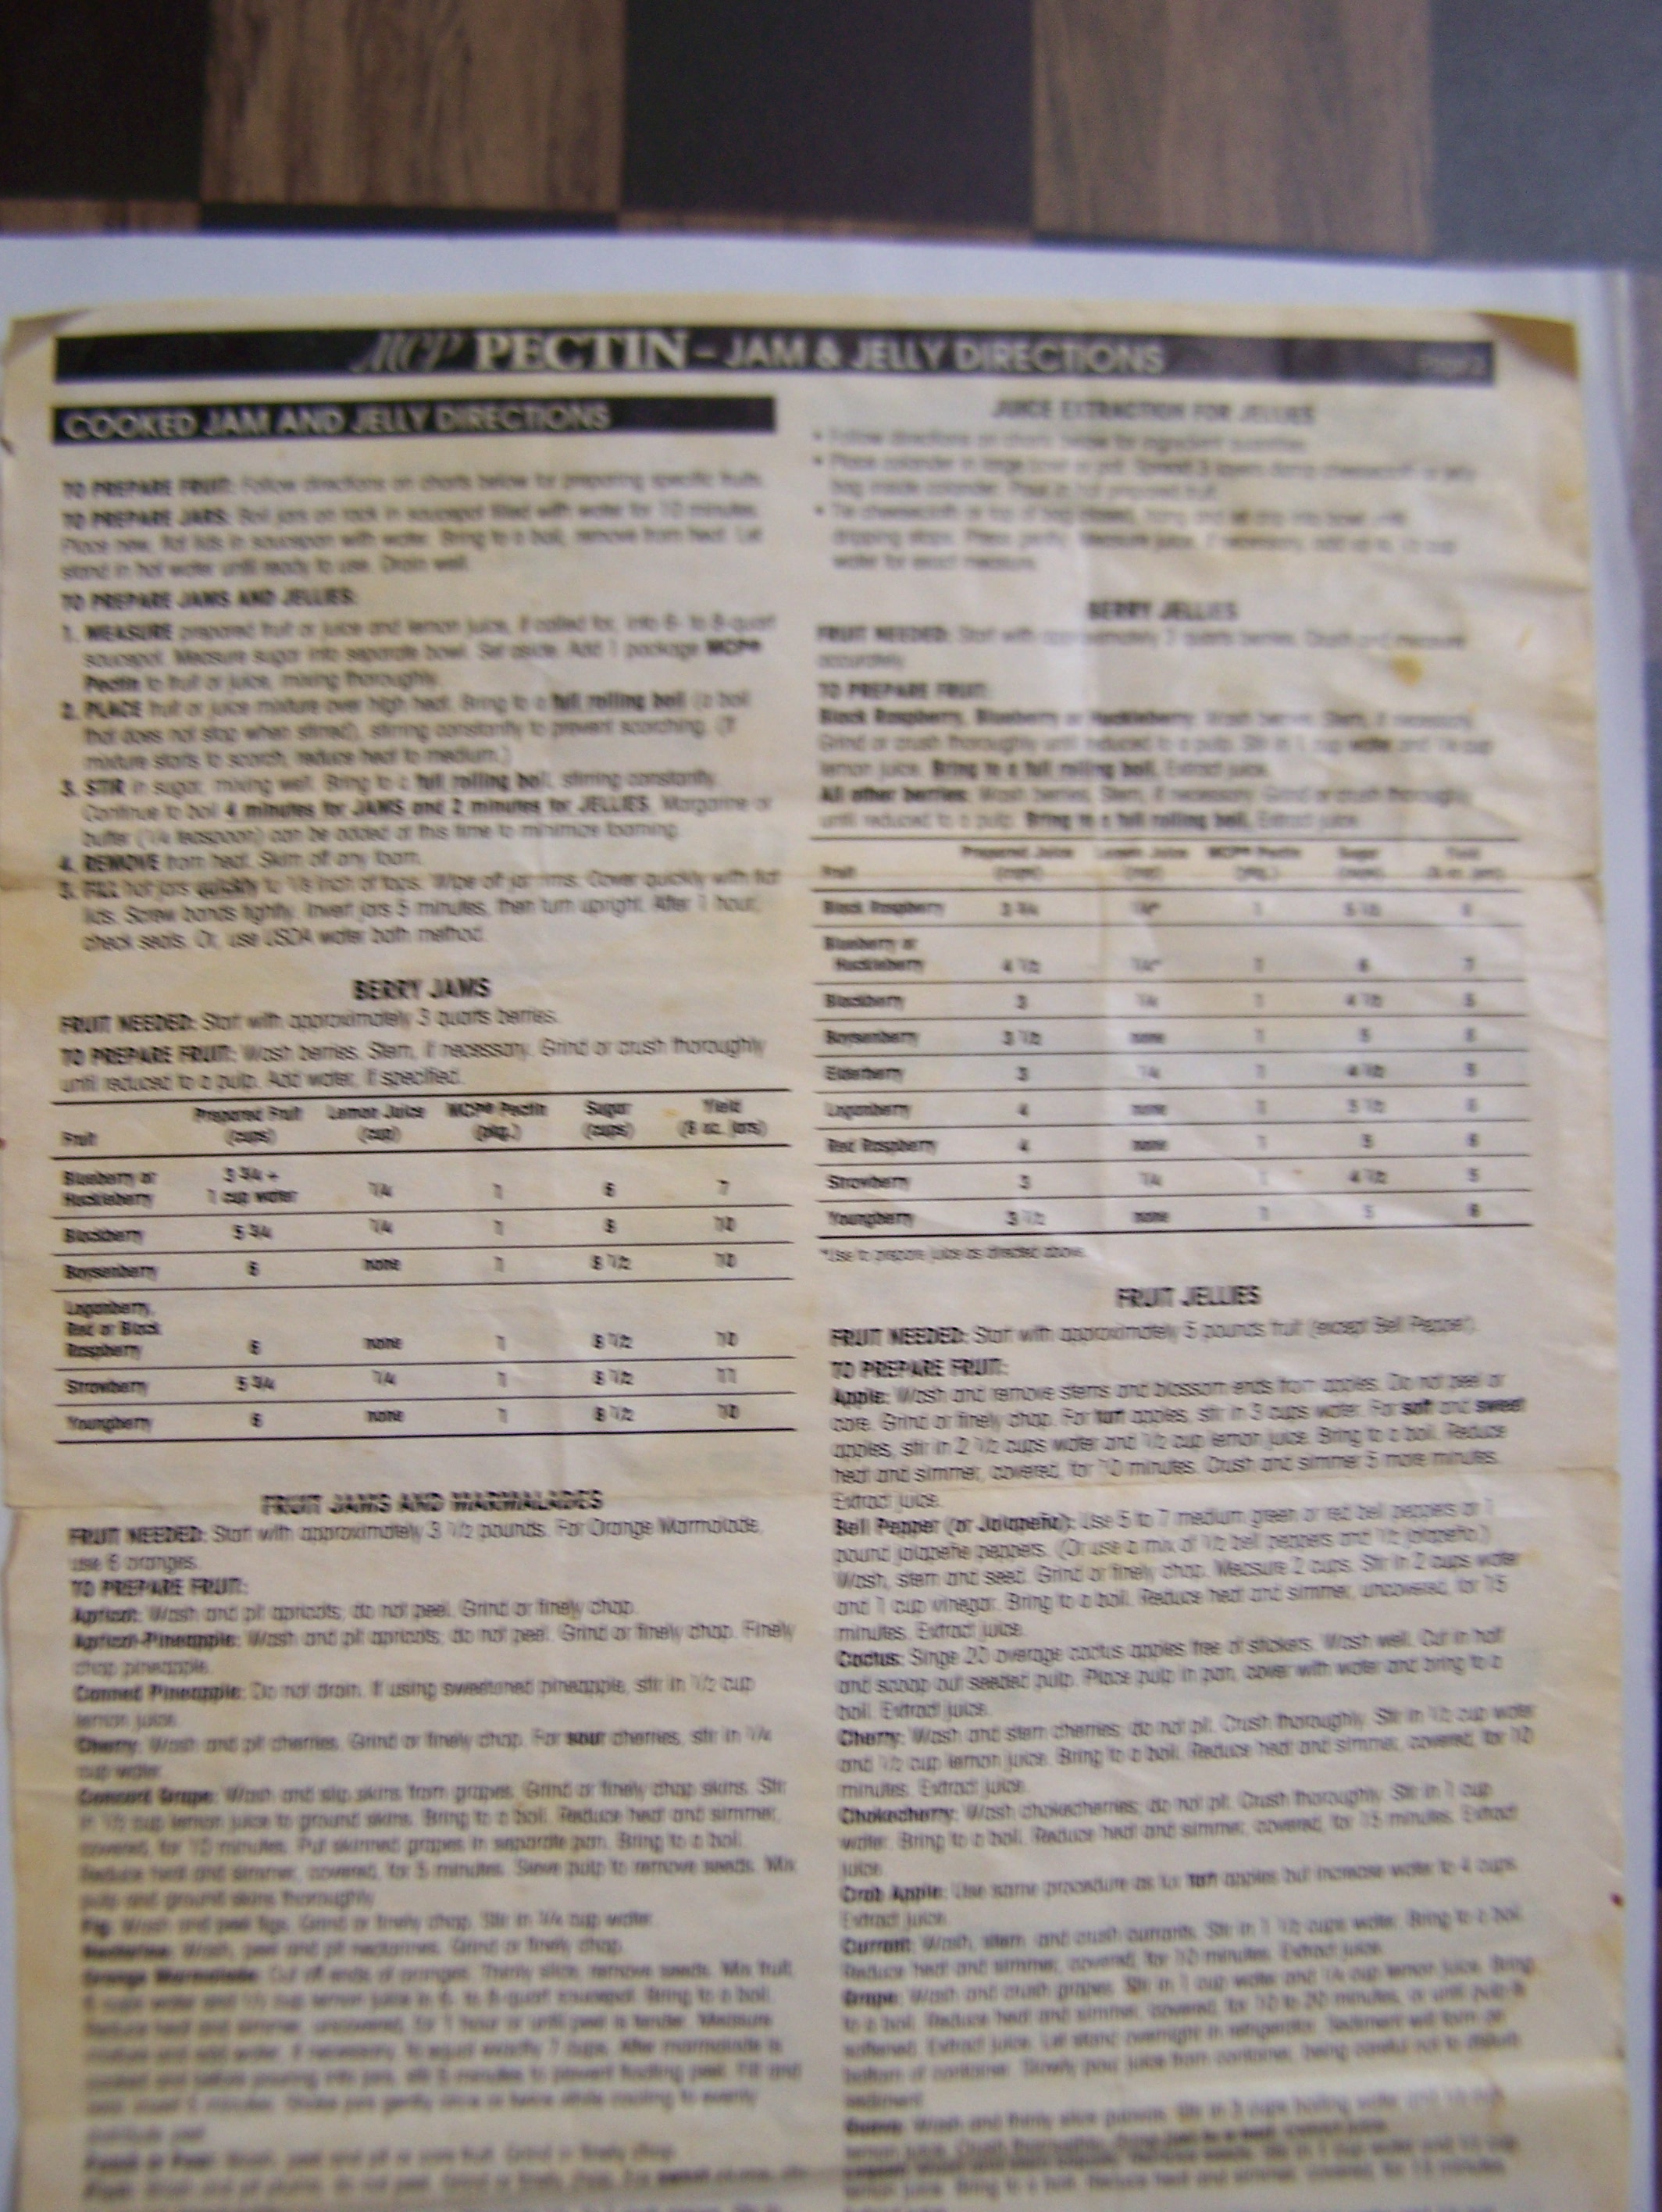 MCP PECTIN – JAM & JELLY DIRECTIONS Page 2
COOKED JAM AND JELLY DIRECTIONS
TO PREPARE FRUIT: Follow directions on charts below for preparing specific fruits.
TO PREPARE JARS: Boil jars on rack in saucepot filled with water for 10 minutes.
Place new, flat lids in saucepan with water. Bring to a boil, remove from heat. Let
stand in hot water until ready to use. Drain well.
TO PREPARE JAMS AND JELLIES:
1. MEASURE prepared fruit or juice and lemon juice, if called for, into 6- to 8-quart
saucepot. Measure sugar into separate bowl. Set aside. Add 1 package MCP®
Pectin to fruit or juice, mixing thoroughly.
2. PLACE fruit or juice mixture over high heat. Bring to a full rolling boil (a boil
that does not stop when stirred), stirring constantly to prevent scorching. (If
mixture starts to scorch, reduce heat to medium.)
3. STIR in sugar, mixing well. Bring to a full rolling boil, stirring constantly.
Continue to boil 4 minutes for JAMS and 2 minutes for JELLIES. Margarine or
butter (1/4 teaspoon) can be added at this time to minimize foaming.
4. REMOVE from heat. Skim off any foam.
5. FILL hot jars quickly to 1/8 inch of tops. Wipe off jar rims. Cover quickly with flat
lids. Screw bands tightly. Invert jars 5 minutes, then turn upright. After 1 hour,
check seals. Or, use USDA water bath method.
BERRY JAMS
FRUIT NEEDED: Start with approximately 3 quarts berries.
TO PREPARE FRUIT: Wash berries. Stem, if necessary. Grind or crush thoroughly
until reduced to a pulp. Add water, if specified.
Fruit Prepared Fruit (cups) Lemon Juice (cup) MCP® Pectin (pkg.) Sugar (cups) Yield (8 oz. jars)
Blueberry or Huckleberry 3 3/4 + 1 cup water 1/4 1 6 7
Blackberry 5 3/4 1/4 1 8 10
Boysenberry 6 none 1 8 1/2 10
Loganberry, Red or Black Raspberry 6 none 1 8 1/2 10
Strawberry 5 3/4 1/4 1 8 1/2 11
Youngberry 6 none 1 8 1/2 10
FRUIT JAMS AND MARMALADES
FRUIT NEEDED: Start with approximately 3 1/2 pounds. For Orange Marmalade,
use 6 oranges.
TO PREPARE FRUIT:
Apricot: Wash and pit apricots; do not peel. Grind or finely chop.
Apricot-Pineapple: Wash and pit apricots; do not peel. Grind or finely chop. Finely
chop pineapple.
Canned Pineapple: Do not drain. If using sweetened pineapple, stir in 1/2 cup
lemon juice.
Cherry: Wash and pit cherries. Grind or finely chop. For sour cherries, stir in 1/4
cup water.
Concord Grape: Wash and slip skins from grapes. Grind or finely chop skins. Stir
in 1/2 cup lemon juice to ground skins. Bring to a boil. Reduce heat and simmer,
covered, for 10 minutes. Put skinned grapes in separate pan. Bring to a boil.
Reduce heat and simmer, covered, for 5 minutes. Sieve pulp to remove seeds. Mix
pulp and ground skins thoroughly.
Fig: Wash and peel figs. Grind or finely chop. Stir in 3/4 cup water.
Nectarine: Wash, peel and pit nectarines. Grind or finely chop.
Orange Marmalade: Cut off ends of oranges. Thinly slice, remove seeds. Mix fruit,
6 cups water and lemon juice in 6- to 8-quart saucepot. Bring to a boil.
Reduce heat and simmer, uncovered, for 1 hour or until peel is tender. Measure
mixture and add water, if necessary, to equal exactly 7 cups. After marmalade is
cooked and before pouring into jars, stir 5 minutes to prevent floating peel. Fill and
Shake jars gently once or twice while cooling to evenly
distribute peel.
Peach or Pear: Wash, peel and pit or core fruit. Grind or finely chop.
Plum: Wash and pit plums; do not peel. Grind or finely chop. For sweet plums, stir
JUICE EXTRACTION FOR JELLIES
• Follow directions on charts below for ingredient quantities.
• Place colander in large bowl or pot. Spread 3 layers damp cheesecloth or jelly
bag inside colander. Pour in hot prepared fruit.
• Tie cheesecloth or top of bag closed, hang and let drip into bowl until
dripping stops. Press gently. Measure juice. If necessary, add up to 1/2 cup
water for exact measure.
BERRY JELLIES
FRUIT NEEDED: Start with approximately 3 quarts berries. Crush and measure
accurately.
TO PREPARE FRUIT:
Black Raspberry, Blueberry or Huckleberry: Wash berries. Stem, if necessary.
Grind or crush thoroughly until reduced to a pulp. Stir in 1 cup water and 1/4 cup
lemon juice. Bring to a full rolling boil. Extract juice.
All other berries: Wash berries. Stem, if necessary. Grind or crush thoroughly
until reduced to a pulp. Bring to a full rolling boil. Extract juice.
Fruit Prepared Juice (cups) Lemon Juice (cup) MCP® Pectin (pkg.) Sugar (cups) Yield (8 oz. jars)
Black Raspberry 3 3/4 1/4* 1 5 1/2
Blueberry or Huckleberry 4 1/2 1/4* 1 6 7
Blackberry 3 1/4 1 4 1/2 5
Boysenberry 3 1/2 none 1 5 6
Elderberry 3 1/4 1 4 1/2 5
Loganberry 4 none 1 5 1/2 6
Red Raspberry 4 none 1 5 6
Strawberry 3 1/4 1 4 1/2 5
Youngberry 3 1/2 none 1 5 6
*Use to prepare juice as directed above.
FRUIT JELLIES
FRUIT NEEDED: Start with approximately 5 pounds fruit (except Bell Pepper).
TO PREPARE FRUIT:
Apple: Wash and remove stems and blossom ends from apples. Do not peel or
core. Grind or finely chop. For tart apples, stir in 3 cups water. For soft and sweet
apples, stir in 2 1/2 cups water and 1/2 cup lemon juice. Bring to a boil. Reduce
heat and simmer, covered, for 10 minutes. Crush and simmer 5 more minutes.
Extract juice.
Bell Pepper (or Jalapeño): Use 5 to 7 medium green or red bell peppers or 1
pound jalapeño peppers. (Or use a mix of 1/2 bell peppers and 1/2 jalapeño.)
Wash, stem and seed. Grind or finely chop. Measure 2 cups. Stir in 2 cups water
and 1 cup vinegar. Bring to a boil. Reduce heat and simmer, uncovered, for 15
minutes. Extract juice.
Cactus: Singe 20 average cactus apples free of stickers. Wash well. Cut in half
and scoop out seeded pulp. Place pulp in pan, cover with water and bring to a
boil. Extract juice.
Cherry: Wash and stem cherries; do not pit. Crush thoroughly. Stir in 1/2 cup water
and 1/2 cup lemon juice. Bring to a boil. Reduce heat and simmer, covered, for 10
minutes. Extract juice.
Chokecherry: Wash chokecherries; do not pit. Crush thoroughly. Stir in 1 cup
water. Bring to a boil. Reduce heat and simmer, covered, for 15 minutes. Extract
juice.
Crab Apple: Use same procedure as for tart apples but increase water to 4 cups.
Extract juice.
Currant: Wash, stem and crush currants. Stir in 1 1/2 cups water. Bring to a boil.
Reduce heat and simmer, covered, for 10 minutes. Extract juice.
Grape: Wash and crush grapes. Stir in 1 cup water and 1/4 cup lemon juice. Bring
to a boil. Reduce heat and simmer, covered, for 10 to 20 minutes, or until pulp is
softened. Extract juice. Let stand overnight in refrigerator. Sediment will form on
bottom of container. Slowly pour juice from container, being careful not to disturb
sediment.
Guava: Wash and thinly slice guavas. Stir in 3 cups boiling water and
lemon juice.